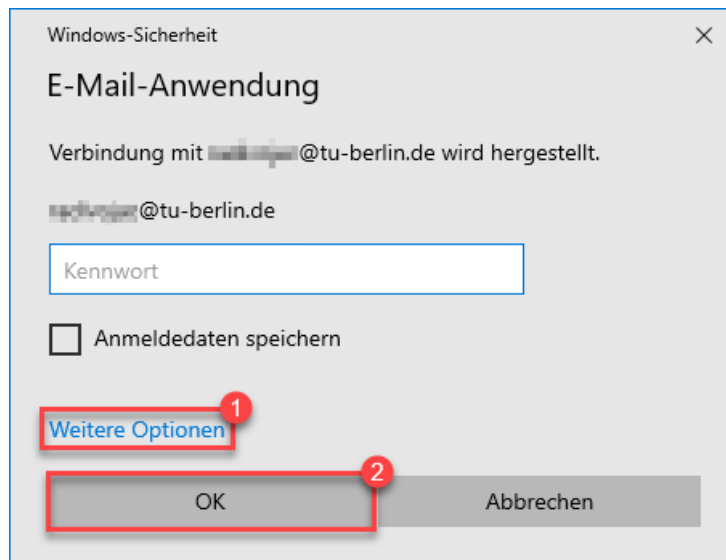 Windows-Sicherheit
E-Mail-Anwendung
Verbindung mit @tu-berlin.de wird hergestellt.
@tu-berlin.de
Kennwort
Anmeldedaten speichern
1
Weitere Optionen
2
OK Abbrechen